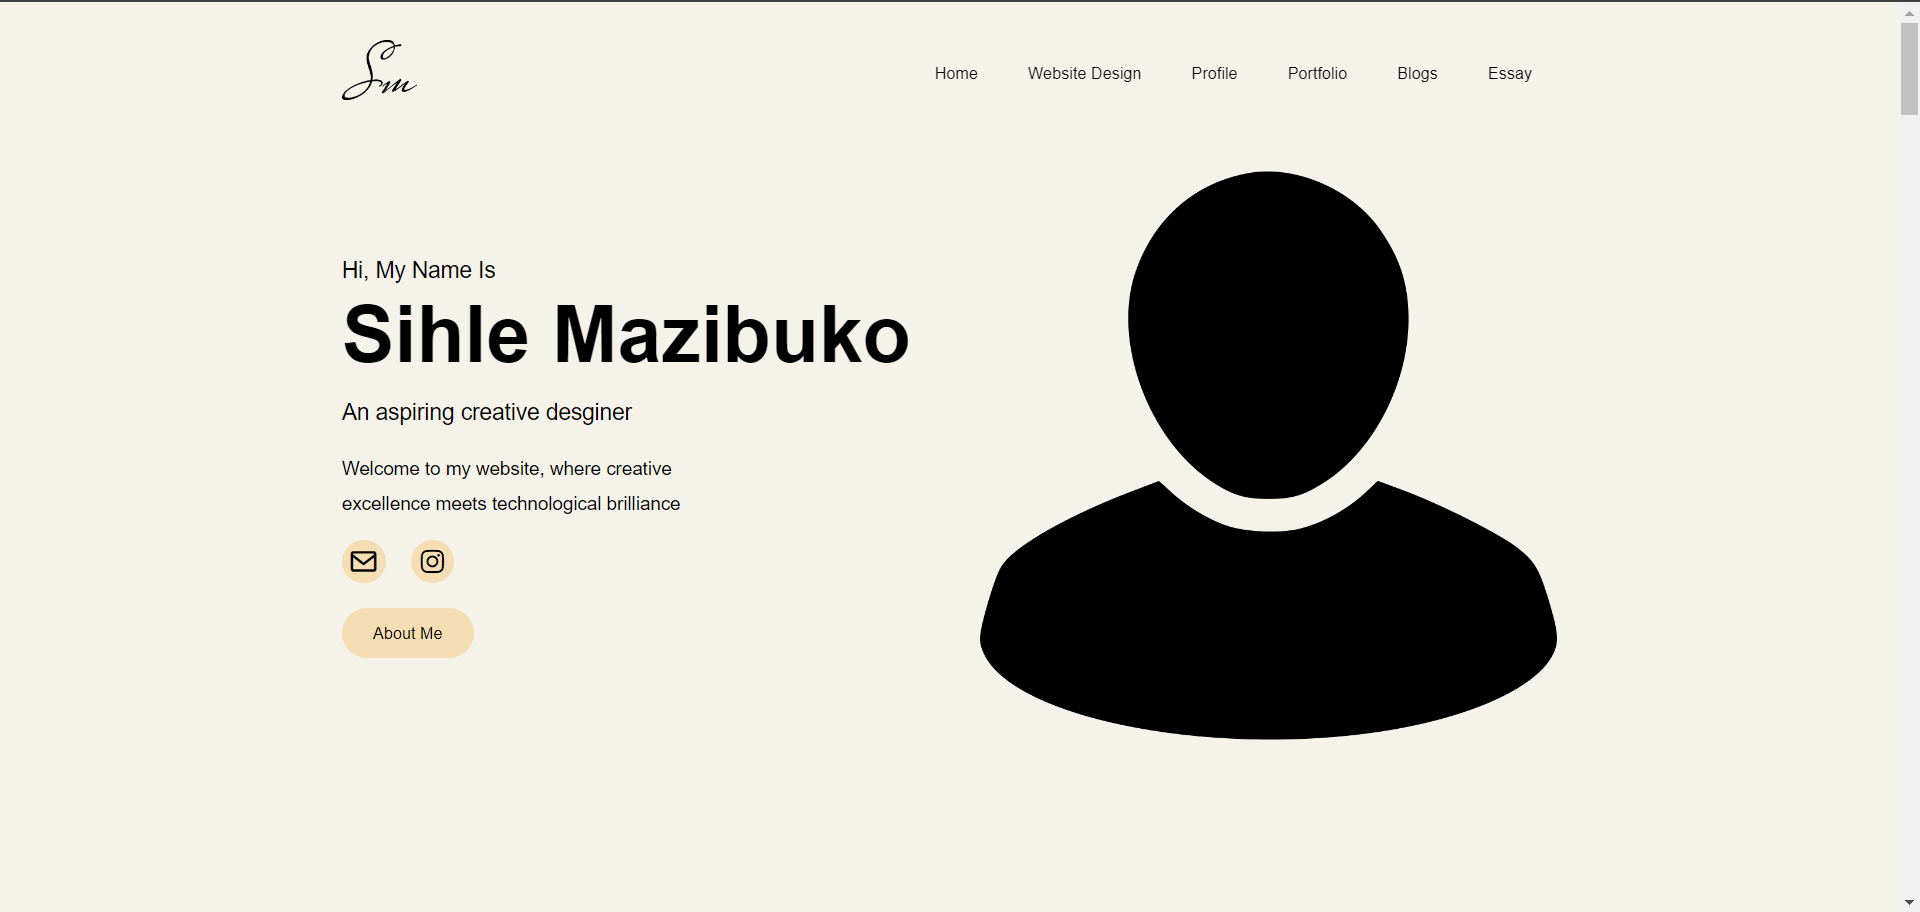 Sm
Home Website Design Profile Portfolio Blogs Essay
Hi, My Name Is
Sihle Mazibuko
An aspiring creative desginer
Welcome to my website, where creative
excellence meets technological brilliance
About Me